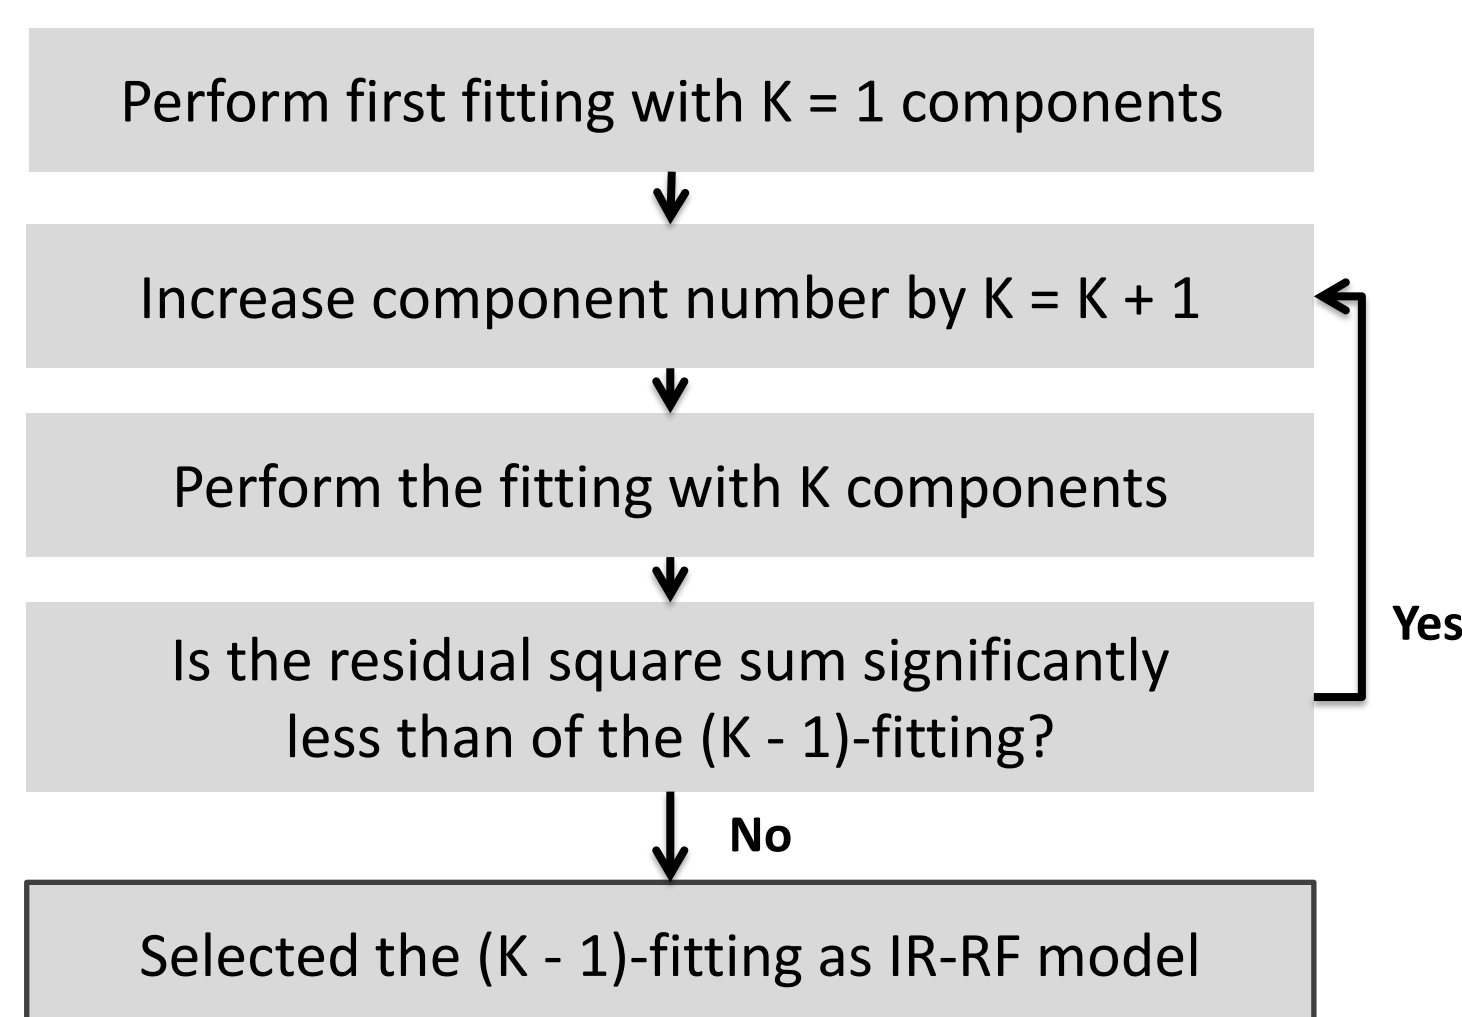 Perform first fitting with K = 1 components
Increase component number by K = K + 1
Perform the fitting with K components
Is the residual square sum significantly
less than of the (K - 1)-fitting?
Yes
No
Selected the (K - 1)-fitting as IR-RF model